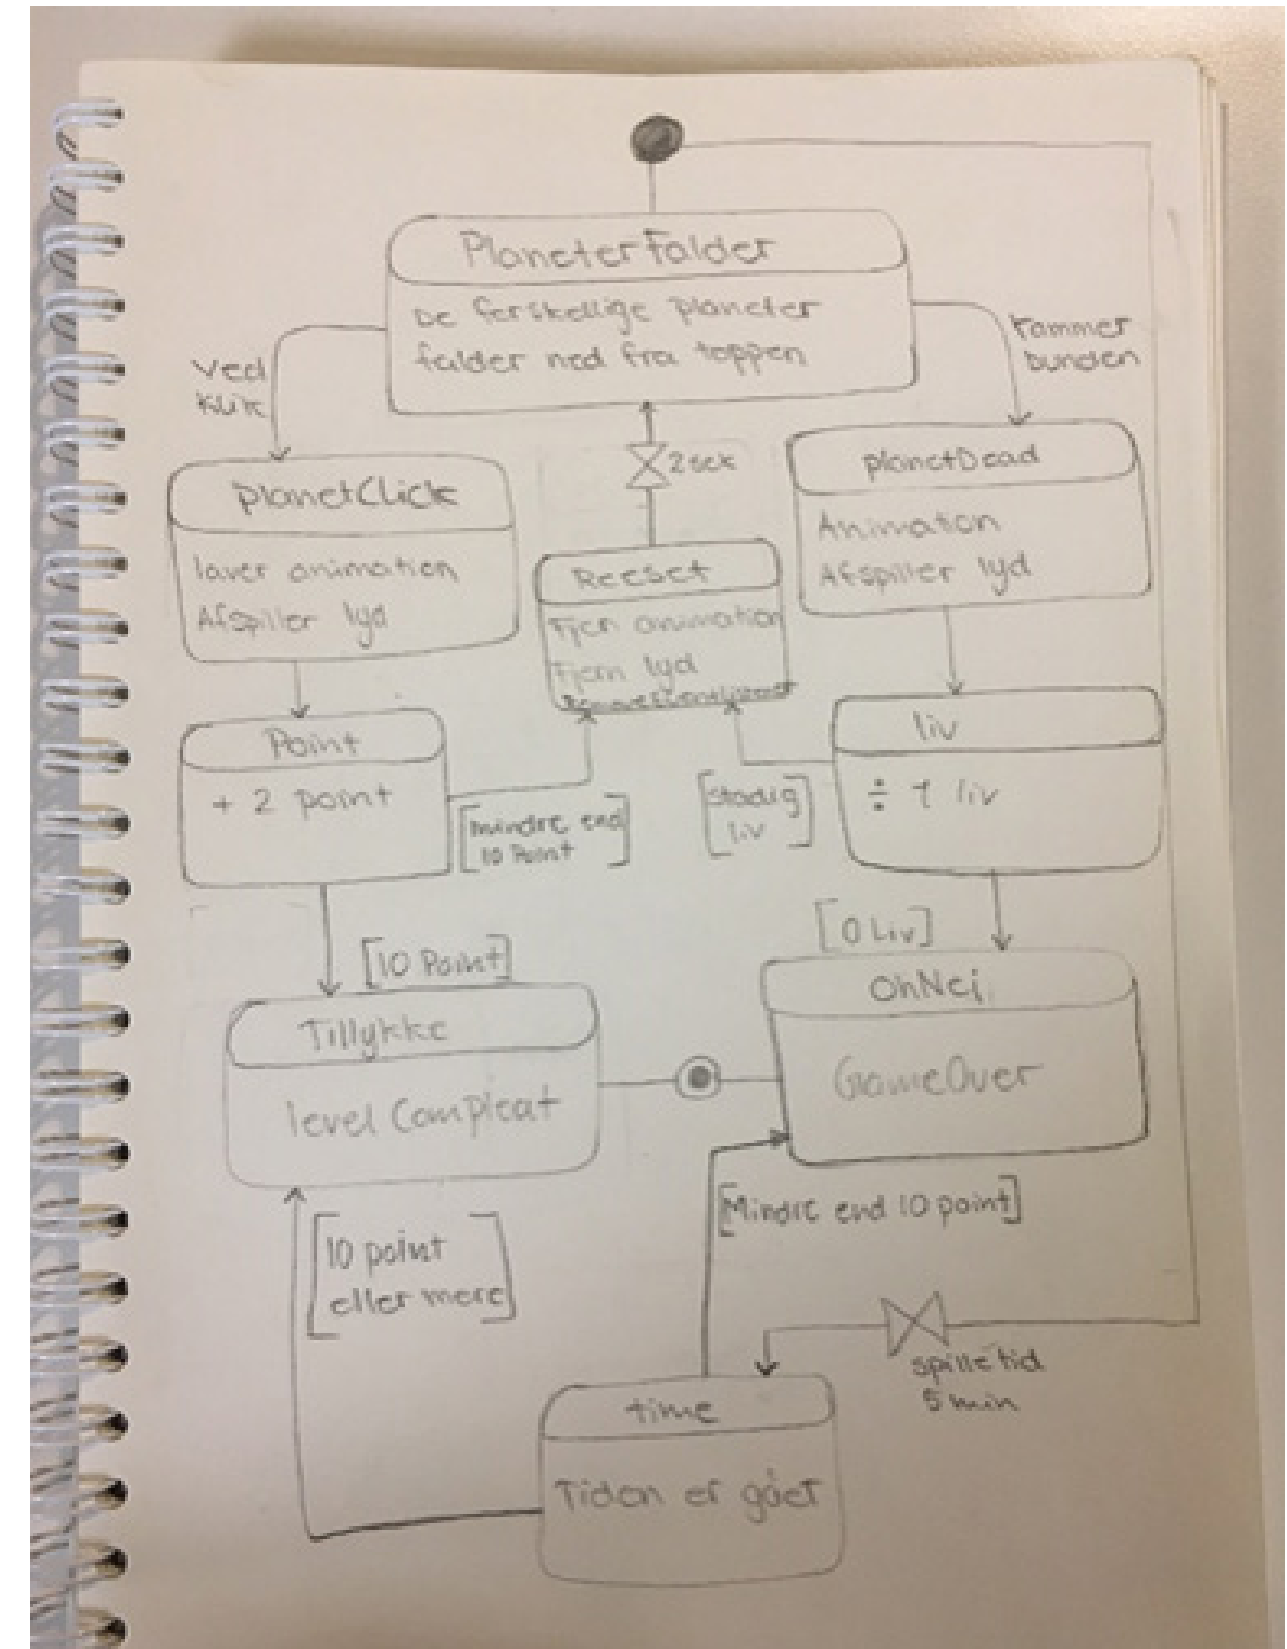 PlaneterFalder
De ferskellige planeter
falder ned fra toppen
Ved
klik
rammer
bunden
planetClick
laver animation
Afspiller lyd
2 sek
planetDead
Animation
Afspiller lyd
Reeset
Fjern animation
Fjern lyd
RemoveEventlistener
Point
+ 2 point
[mindre end
10 Point]
[stadig
liv]
liv
÷ 1 liv
[10 Point]
[0 Liv]
Tillykke
level Compleat
OhNej
GameOver
[Mindre end 10 point]
[10 point
eller mere]
spille tid
5 min
time
Tiden er gået